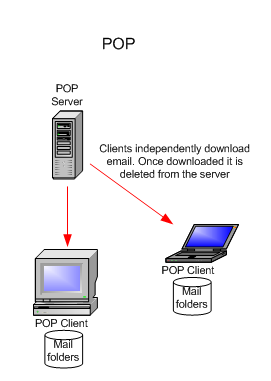 POP
POP
Server
Clients independently download
email. Once downloaded it is
deleted from the server
POP Client
Mail
folders
POP Client
Mail
folders